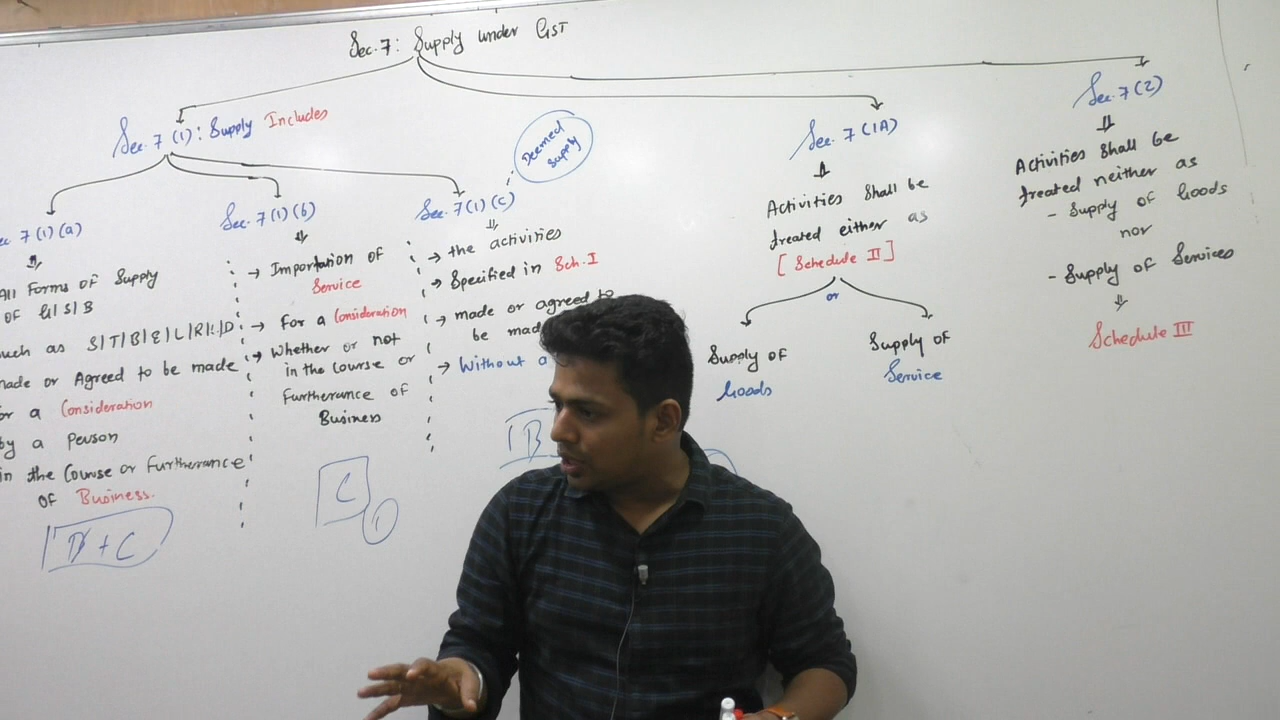 Sec. 7: Supply under GST
Sec. 7 (1): Supply Includes
Deemed
Supply
Sec. 7 (1A)
Sec. 7 (2)
7 (1) (a)
All Forms of Supply
OF G/S/B
such as S/T/B/E/L/R/L/D
made or Agreed to be made
or a Consideration
by a person
in the Course or Furtherance
of Business.
B + C
Sec. 7 (1) (b)
→ Importation of
Service
→ For a Consideration
→ Whether or not
in the course or
Furtherance of
Business
C
1
Sec. 7 (1) (c)
→ the activities
→ Specified in Sch. I
→ made or agreed to
be mad
→ Without a
B
Activities Shall be
treated either as
[Schedule II]
or
Supply of
Goods
Supply of
Service
Activities Shall be
treated neither as
- Supply of Goods
nor
- Supply of Services
Schedule III